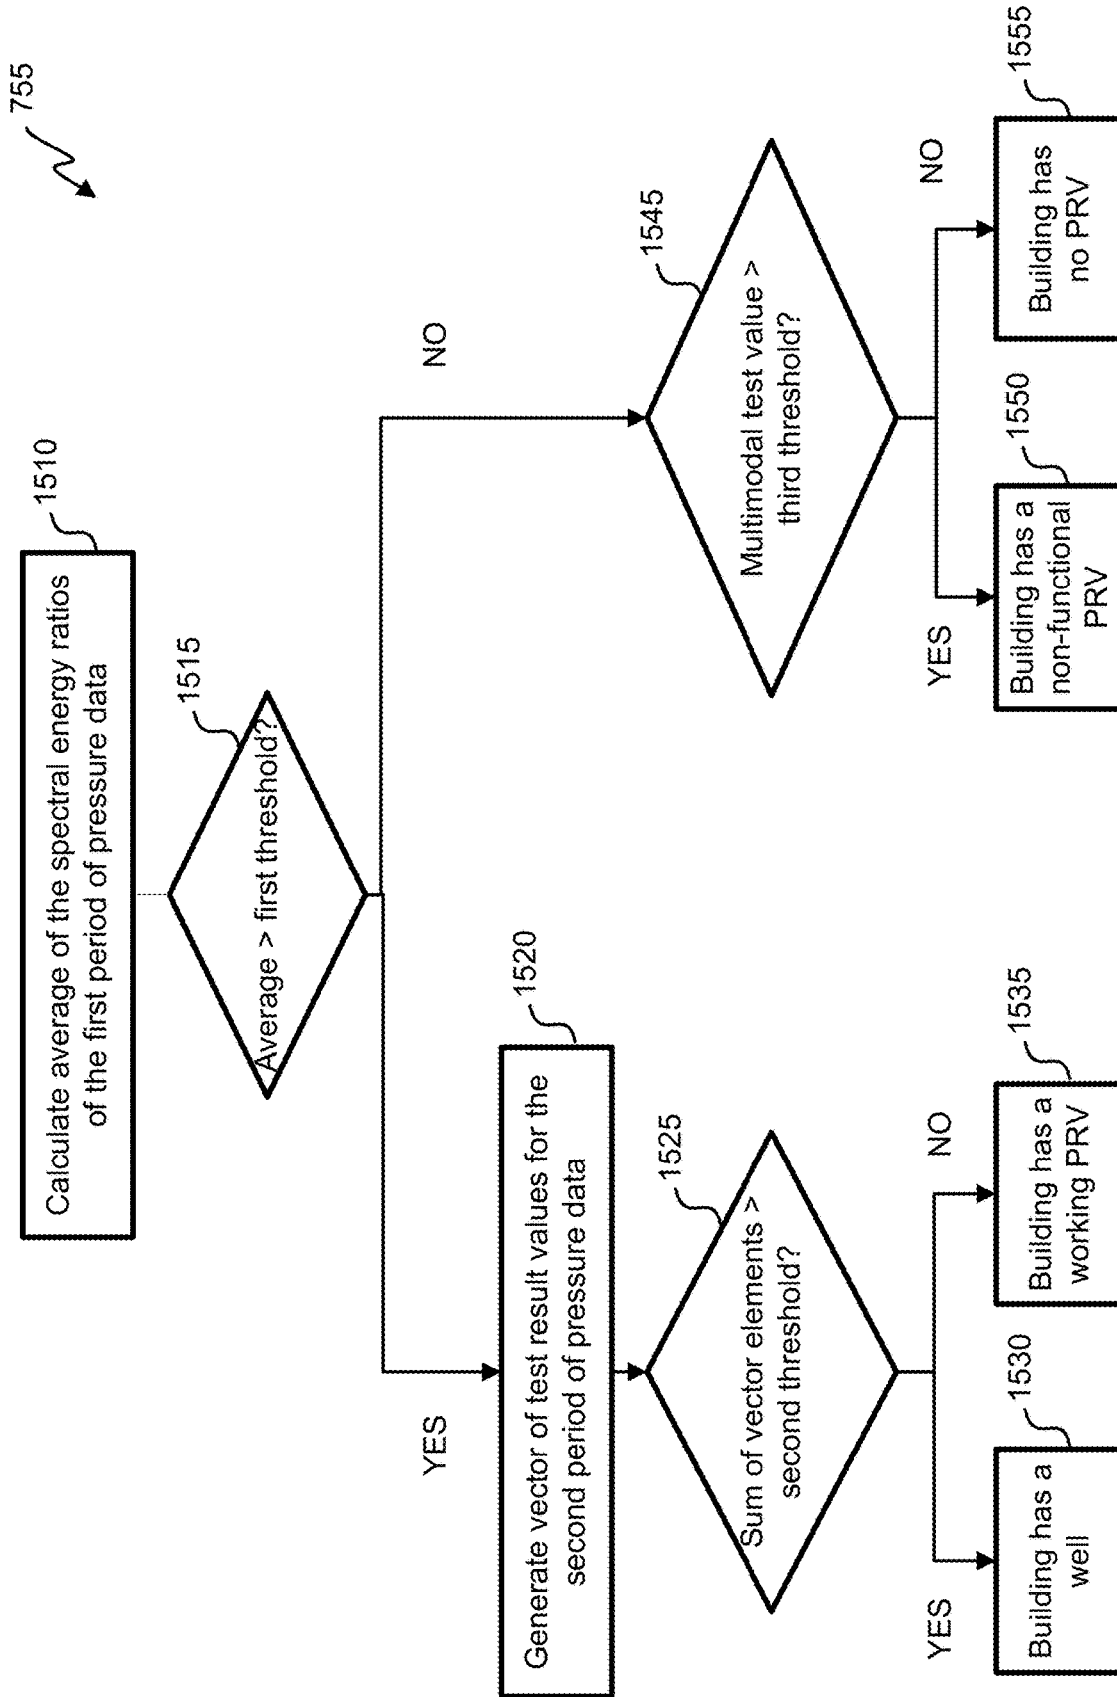 755
1510
Calculate average of the spectral energy ratios
of the first period of pressure data
1515
Average > first threshold?
YES
NO
1520
Generate vector of test result values for the
second period of pressure data
1525
Sum of vector elements >
second threshold?
1545
Multimodal test value >
third threshold?
YES
NO
YES
NO
1530
Building has a
well
1535
Building has a
working PRV
1550
Building has a
non-functional
PRV
1555
Building has
no PRV